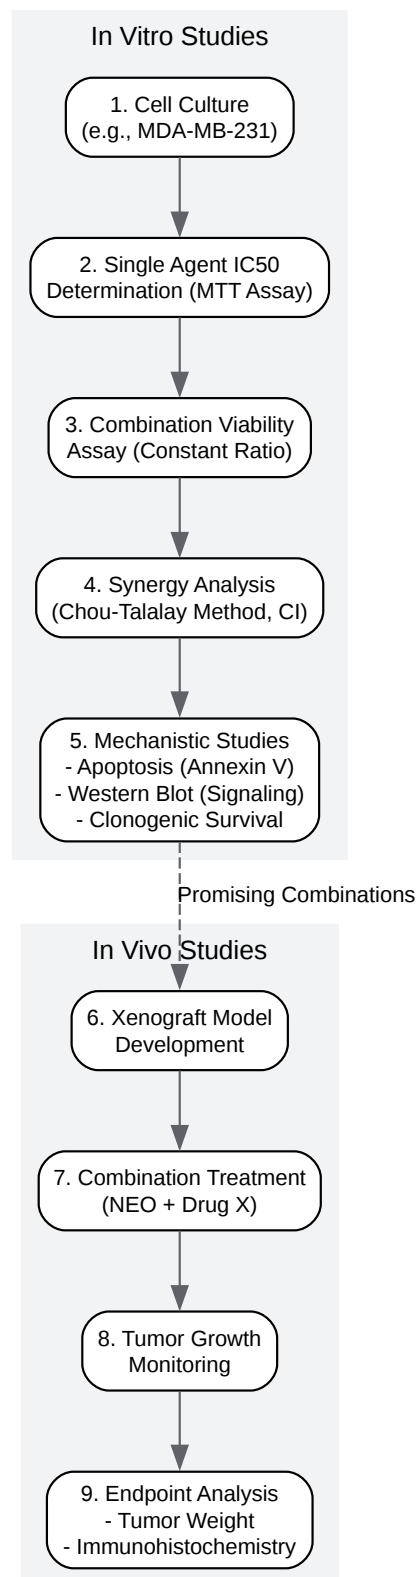 In Vitro Studies
1. Cell Culture
(e.g., MDA-MB-231)
2. Single Agent IC50
Determination (MTT Assay)
3. Combination Viability
Assay (Constant Ratio)
4. Synergy Analysis
(Chou-Talalay Method, CI)
5. Mechanistic Studies
- Apoptosis (Annexin V)
- Western Blot (Signaling)
- Clonogenic Survival
Promising Combinations
In Vivo Studies
6. Xenograft Model
Development
7. Combination Treatment
(NEO + Drug X)
8. Tumor Growth
Monitoring
9. Endpoint Analysis
- Tumor Weight
- Immunohistochemistry